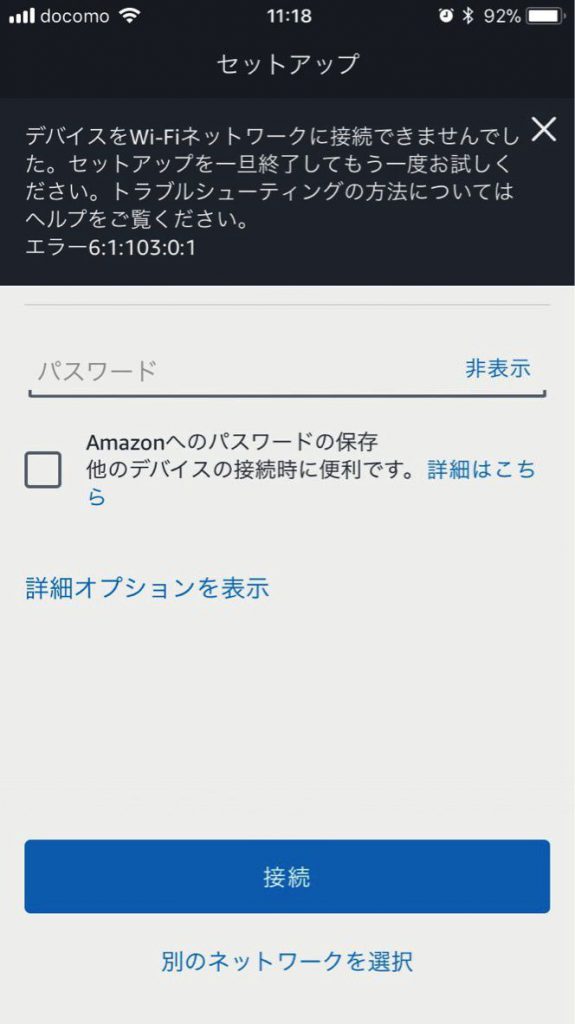 docomo 11:18 92%
セットアップ
デバイスをWi-Fiネットワークに接続できませんでし
た。セットアップを一旦終了してもう一度お試しく
ださい。トラブルシューティングの方法については
ヘルプをご覧ください。
エラー6:1:103:0:1
パスワード 非表示
Amazonへのパスワードの保存
他のデバイスの接続時に便利です。詳細はこち
ら
詳細オプションを表示
接続
別のネットワークを選択